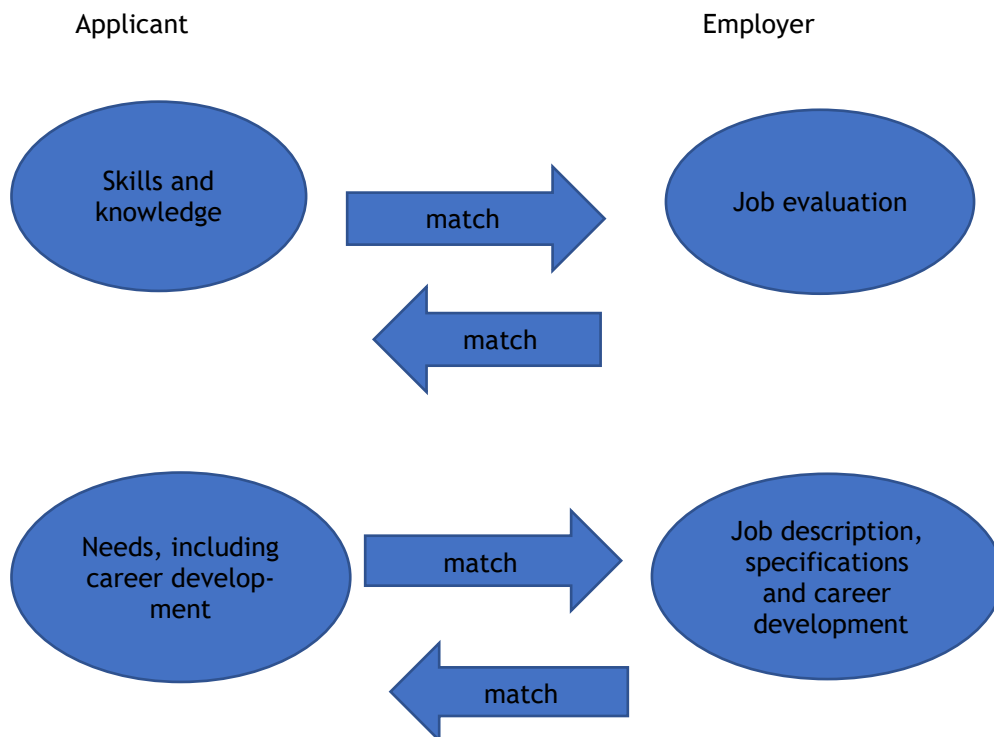 Applicant
Employer
Skills and
knowledge
match
Job evaluation
match
Needs, including
career develop-
ment
match
Job description,
specifications
and career
development
match